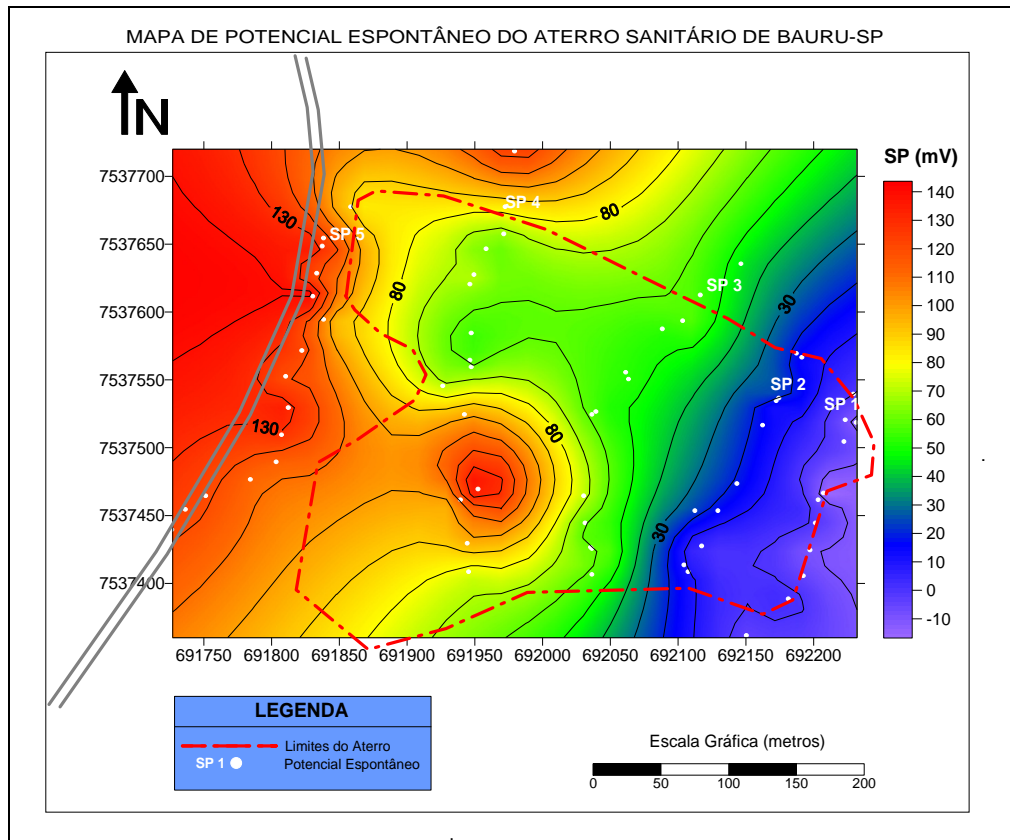 MAPA DE POTENCIAL ESPONTÂNEO DO ATERRO SANITÁRIO DE BAURU-SP
N
SP (mV)
7537700
7537650
7537600
7537550
7537500
7537450
7537400
130
SP 5
SP 4
80
80
SP 3
30
SP 2
SP 1
130
80
30
140
130
120
110
100
90
80
70
60
50
40
30
20
10
0
-10
691750 691800 691850 691900 691950 692000 692050 692100 692150 692200
LEGENDA
Limites do Aterro
SP 1 Potencial Espontâneo
Escala Gráfica (metros)
0 50 100 150 200